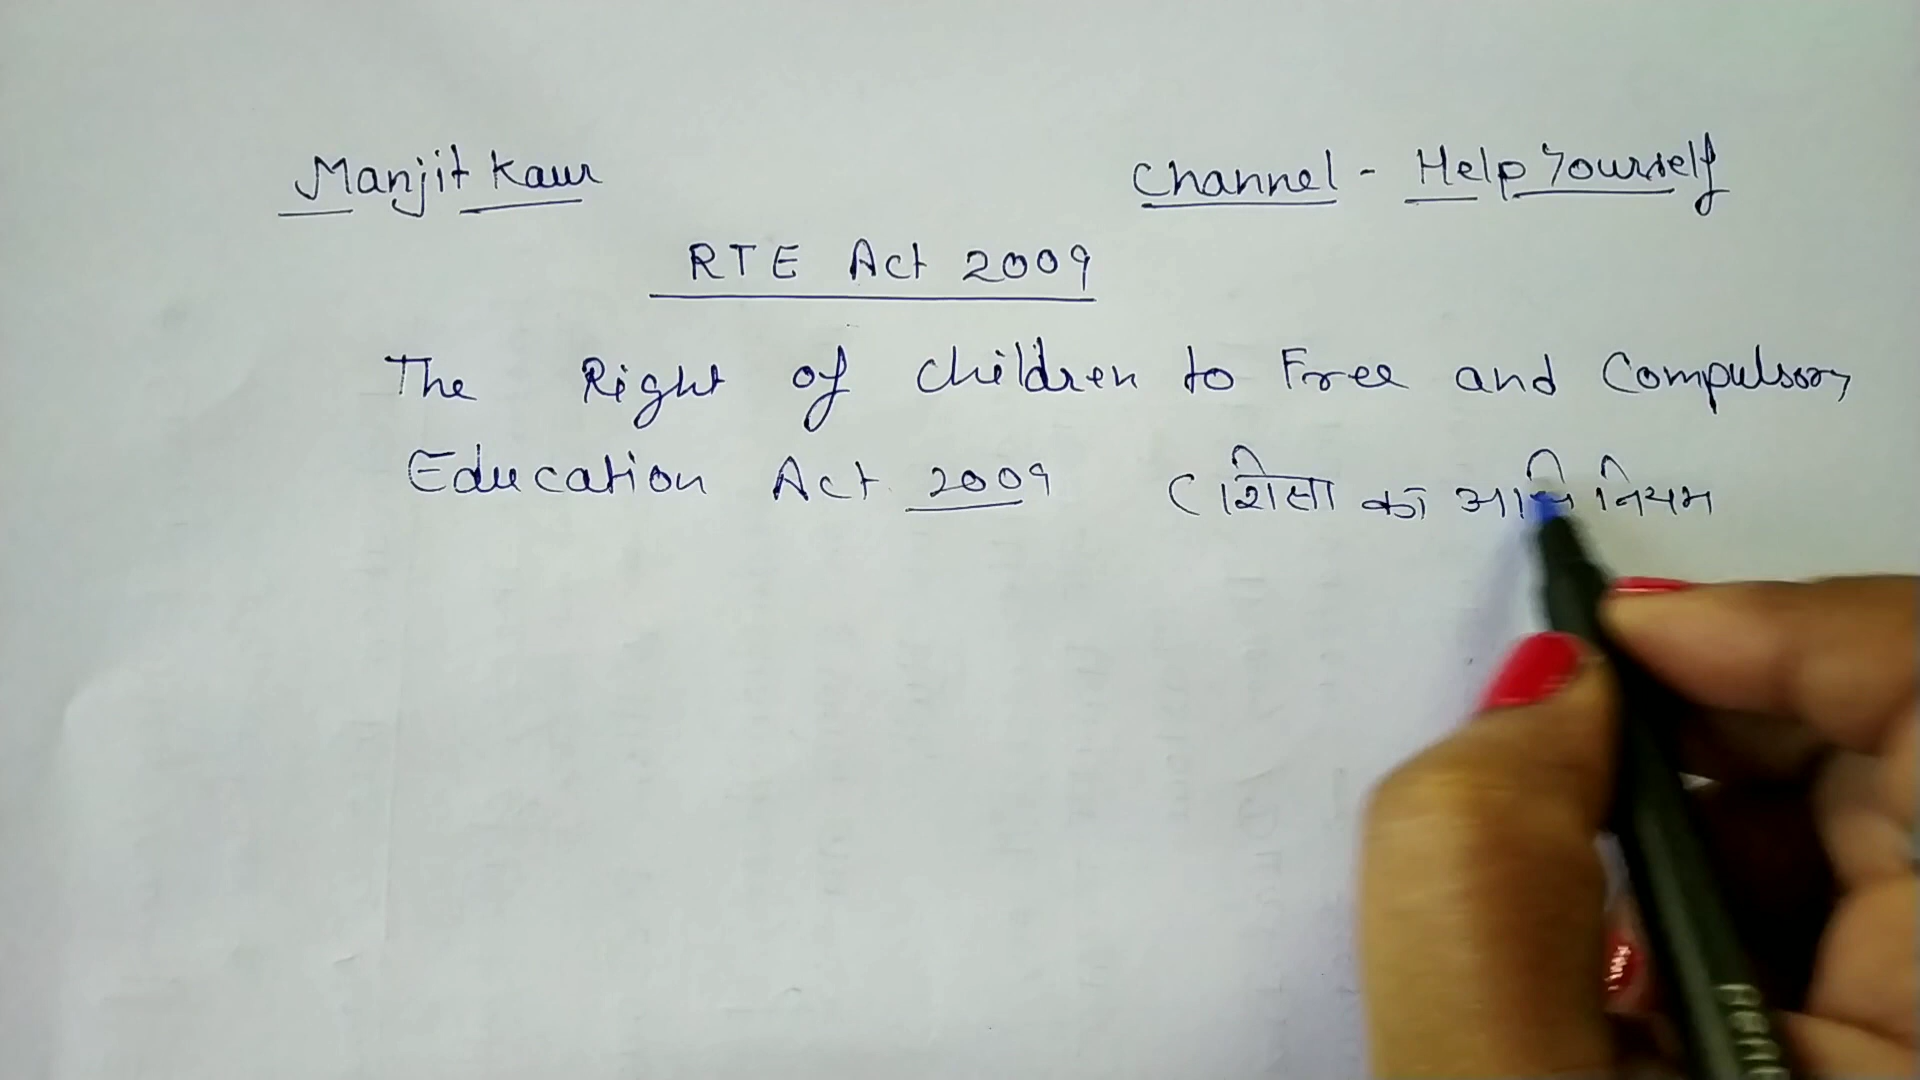 Manjit Kaur Channel - Help Yourself
RTE Act 2009
The Right of Children to Free and Compulsory
Education Act 2009 (शिक्षा का अधिनियम